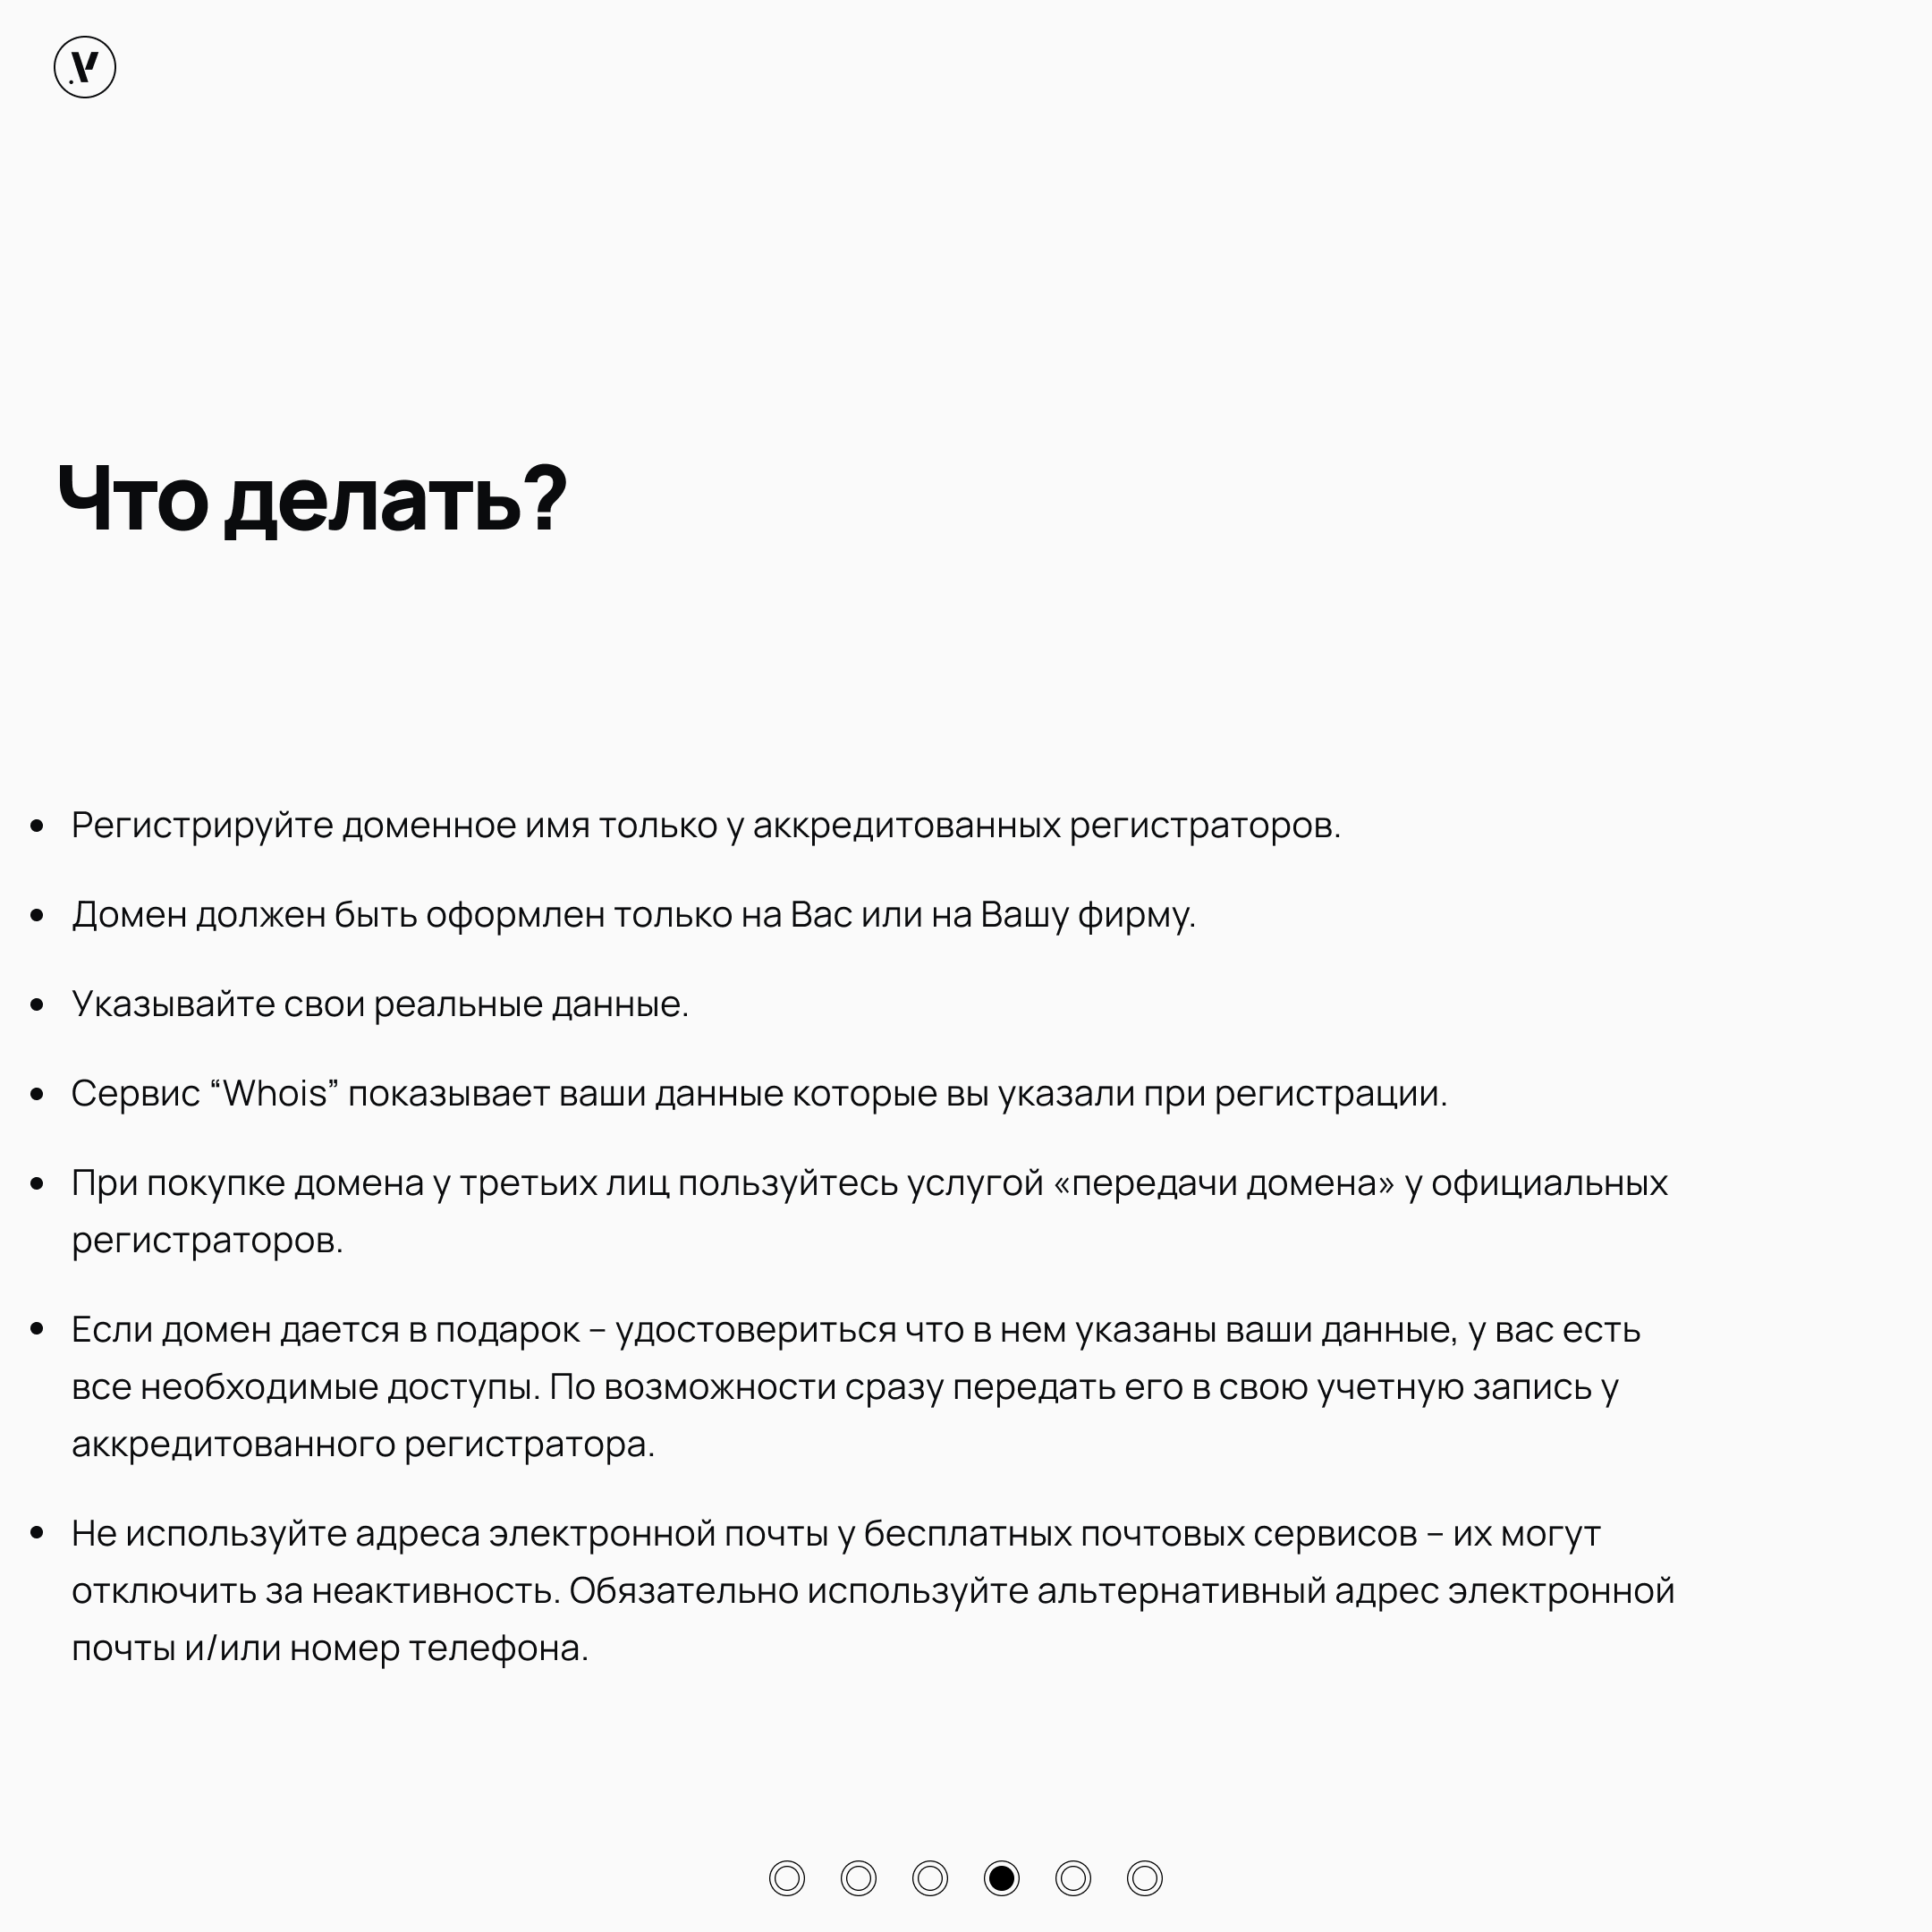 Что делать?
• Регистрируйте доменное имя только у аккредитованных регистраторов.
• Домен должен быть оформлен только на Вас или на Вашу фирму.
• Указывайте свои реальные данные.
• Сервис “Whois” показывает ваши данные которые вы указали при регистрации.
• При покупке домена у третьих лиц пользуйтесь услугой «передачи домена» у официальных
регистраторов.
• Если домен дается в подарок – удостовериться что в нем указаны ваши данные, у вас есть
все необходимые доступы. По возможности сразу передать его в свою учетную запись у
аккредитованного регистратора.
• Не используйте адреса электронной почты у бесплатных почтовых сервисов – их могут
отключить за неактивность. Обязательно используйте альтернативный адрес электронной
почты и/или номер телефона.